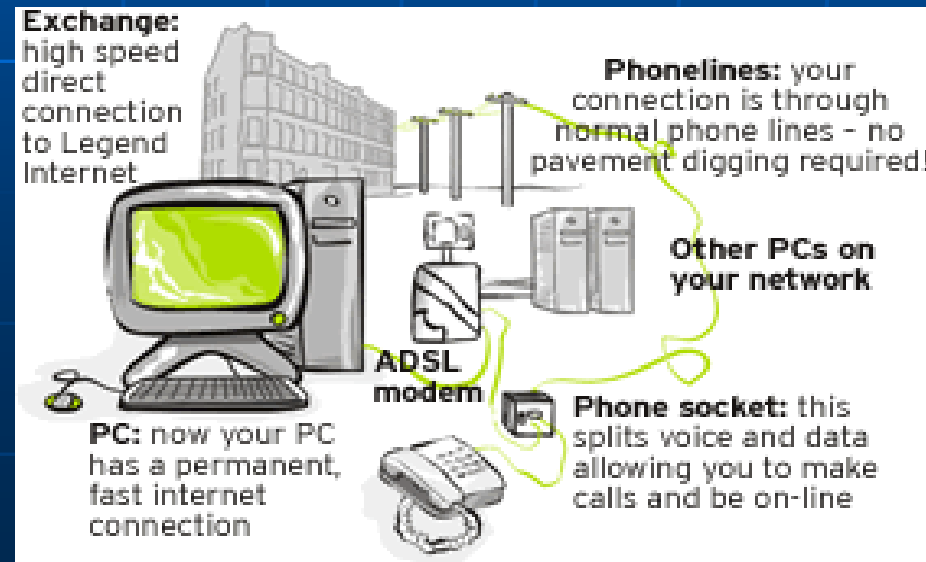 Exchange:
high speed
direct
connection
to Legend
Internet
Phonelines: your
connection is through
normal phone lines – no
pavement digging required!
Other PCs on
your network
ADSL
modem
PC: now your PC
has a permanent,
fast internet
connection
Phone socket: this
splits voice and data
allowing you to make
calls and be on-line